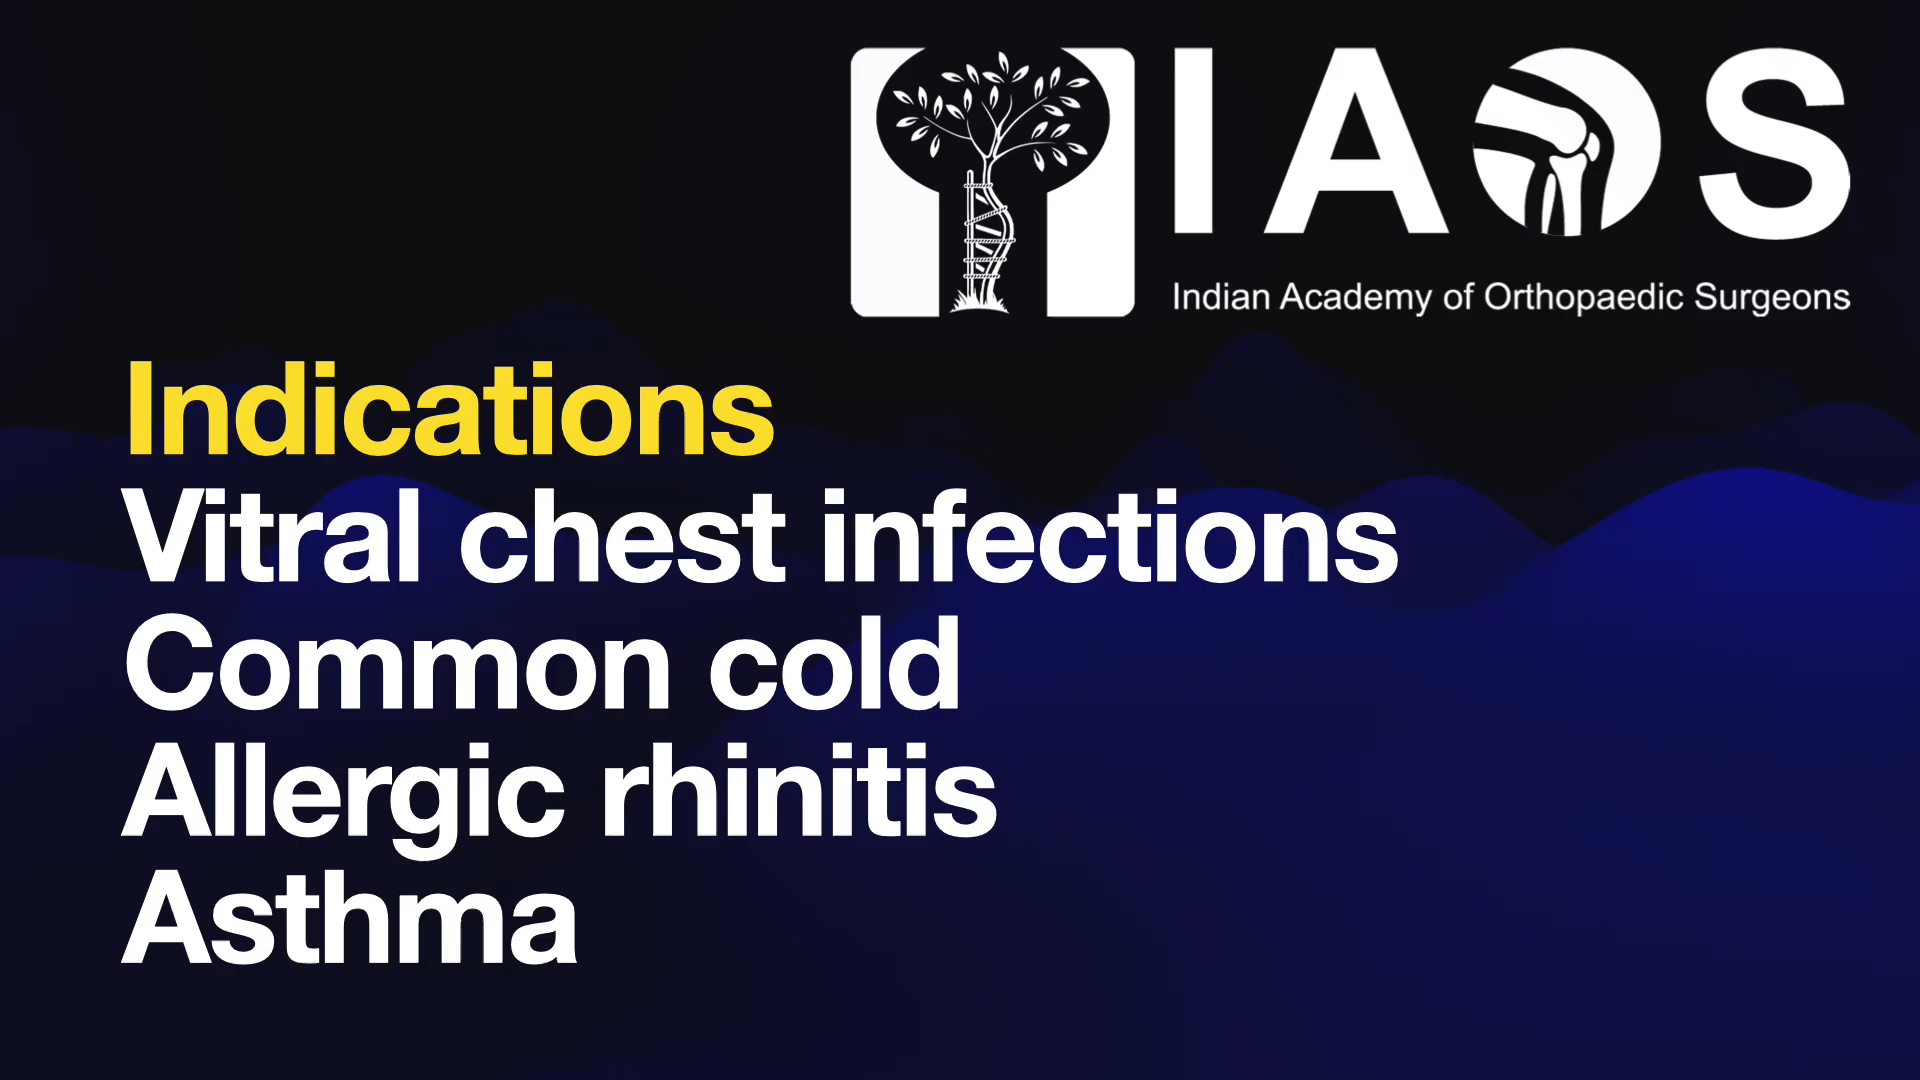 IAOS
Indian Academy of Orthopaedic Surgeons
Indications
Vitral chest infections
Common cold
Allergic rhinitis
Asthma